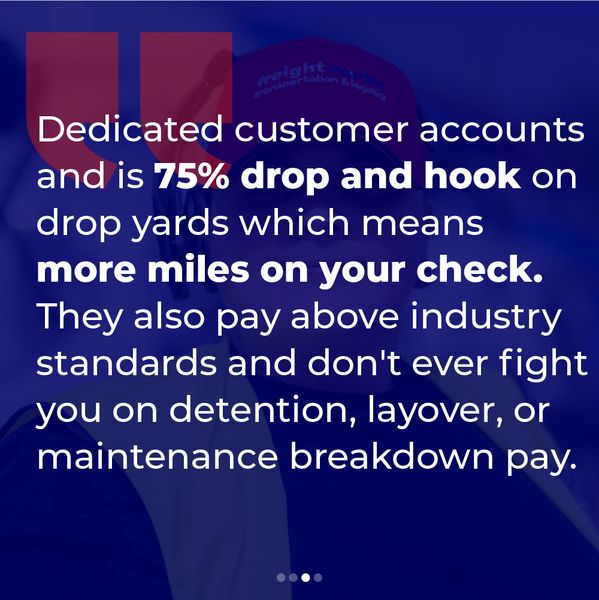 freight
transportation & logistics
Dedicated customer accounts
and is 75% drop and hook on
drop yards which means
more miles on your check.
They also pay above industry
standards and don't ever fight
you on detention, layover, or
maintenance breakdown pay.